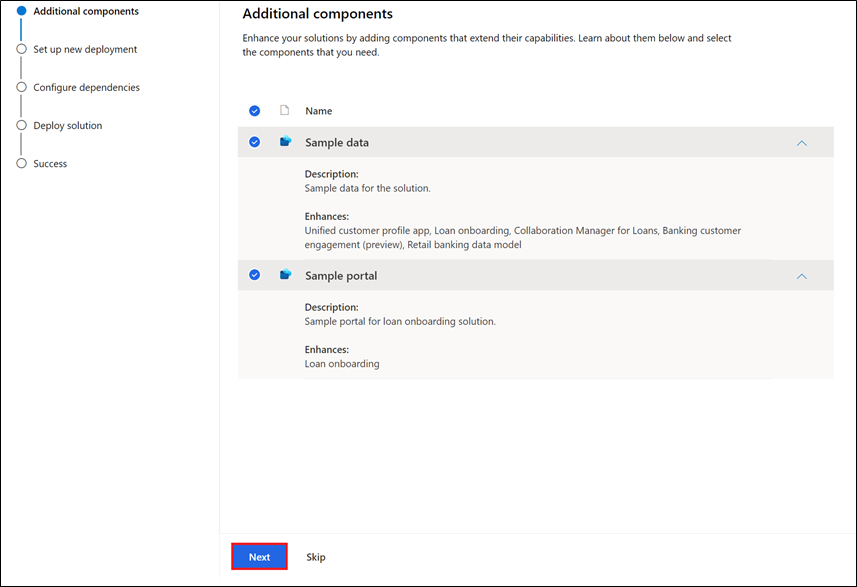 Additional components
Set up new deployment
Configure dependencies
Deploy solution
Success
Additional components
Enhance your solutions by adding components that extend their capabilities. Learn about them below and select
the components that you need.
Name
Sample data
Description:
Sample data for the solution.
Enhances:
Unified customer profile app, Loan onboarding, Collaboration Manager for Loans, Banking customer
engagement (preview), Retail banking data model
Sample portal
Description:
Sample portal for loan onboarding solution.
Enhances:
Loan onboarding
Next
Skip